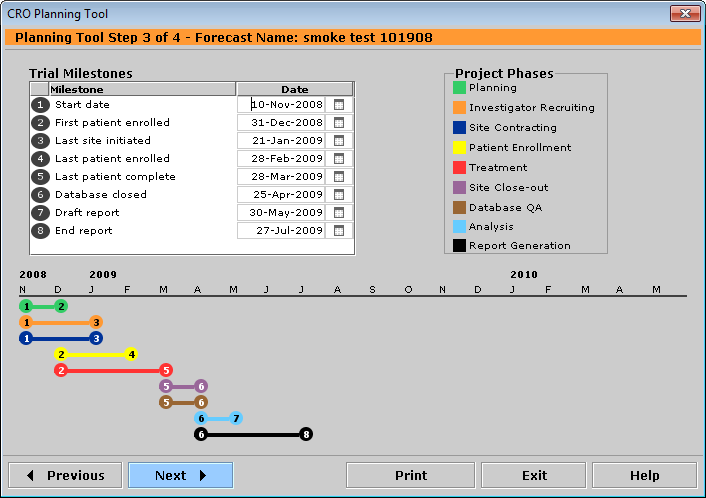 CRO Planning Tool
Planning Tool Step 3 of 4 - Forecast Name: smoke test 101908
Trial Milestones
Milestone Date
1 Start date 10-Nov-2008
2 First patient enrolled 31-Dec-2008
3 Last site initiated 21-Jan-2009
4 Last patient enrolled 28-Feb-2009
5 Last patient complete 28-Mar-2009
6 Database closed 25-Apr-2009
7 Draft report 30-May-2009
8 End report 27-Jul-2009
Project Phases
Planning
Investigator Recruiting
Site Contracting
Patient Enrollment
Treatment
Site Close-out
Database QA
Analysis
Report Generation
2008 2009 2010
N D J F M A M J J A S O N D J F M A M
1 2
1 3
1 3
2 4
2 5
5 6
5 6
6 7
6 8
Previous Next Print Exit Help